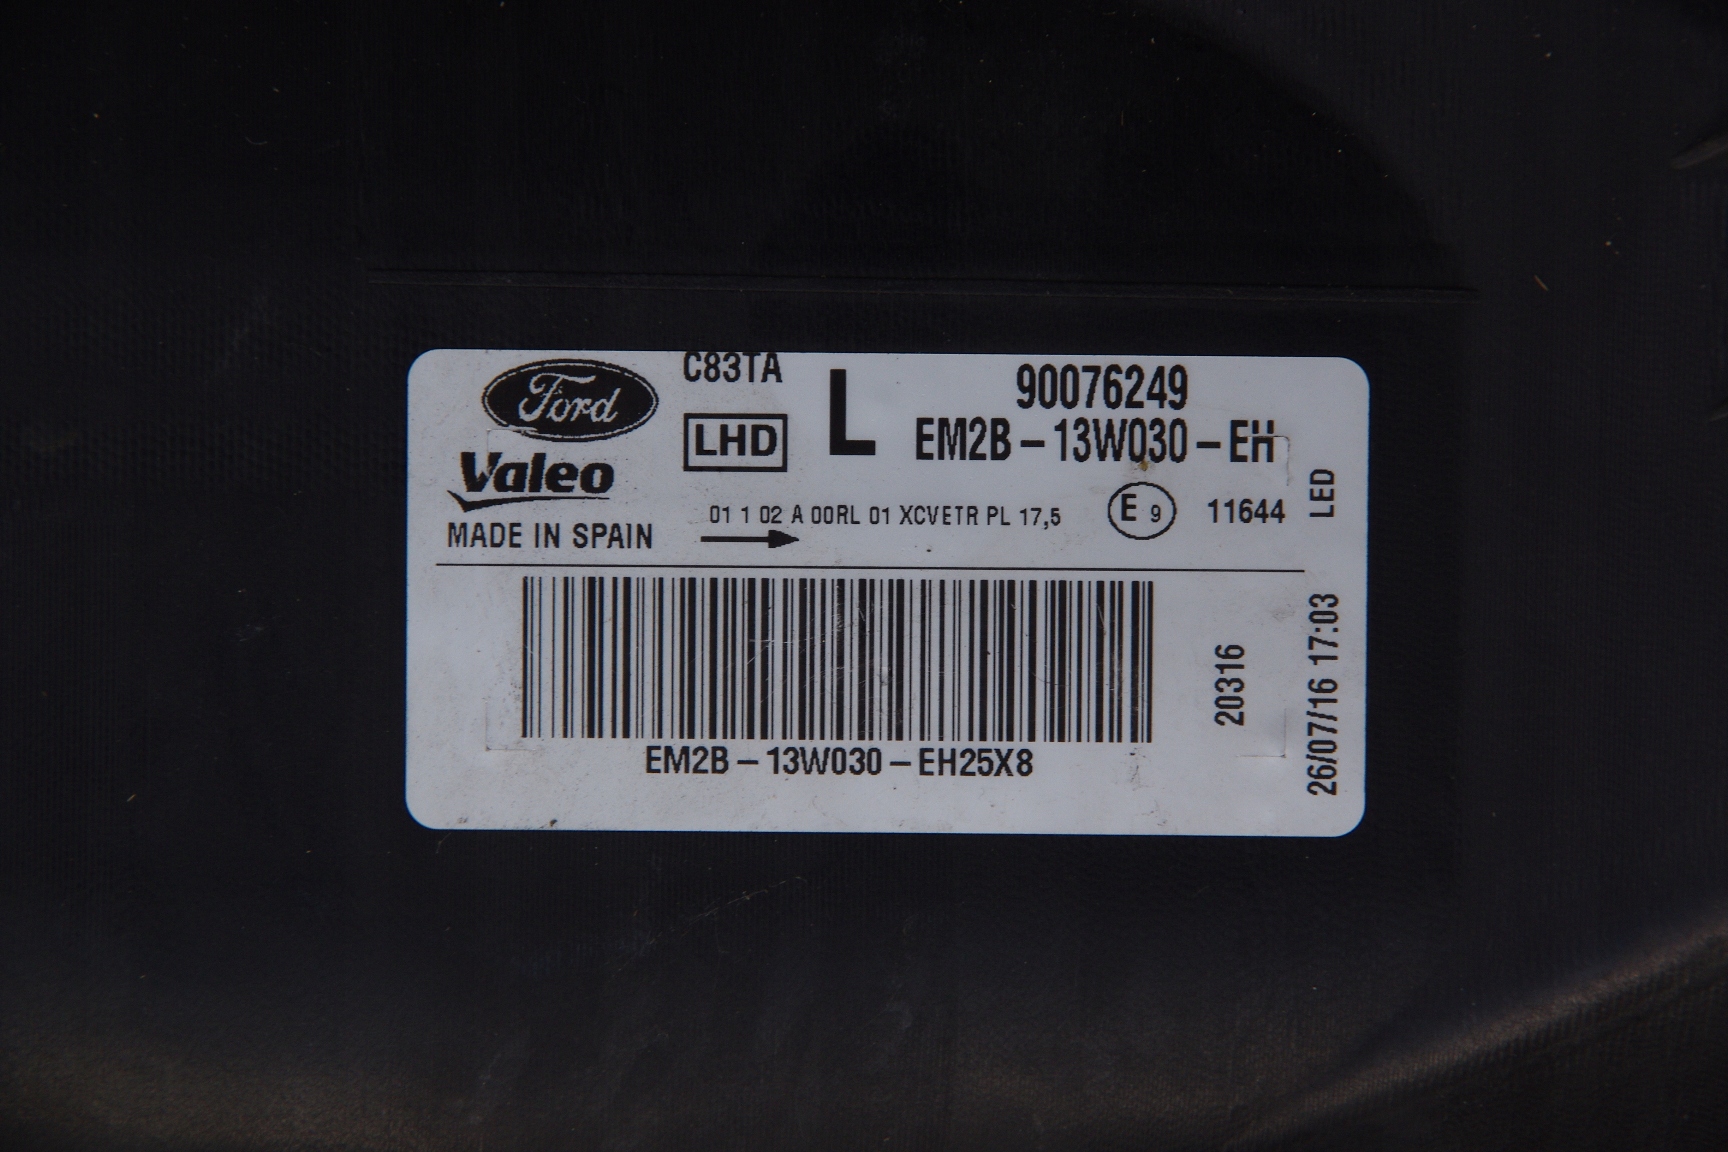 Ford
C83TA
LHD
L
90076249
EM2B-13W030-EH
Valeo
MADE IN SPAIN
01 1 02 A 00RL 01 XCVETR PL 17,5
E 9
11644
LED
EM2B-13W030-EH25X8
20316
26/07/16 17:03